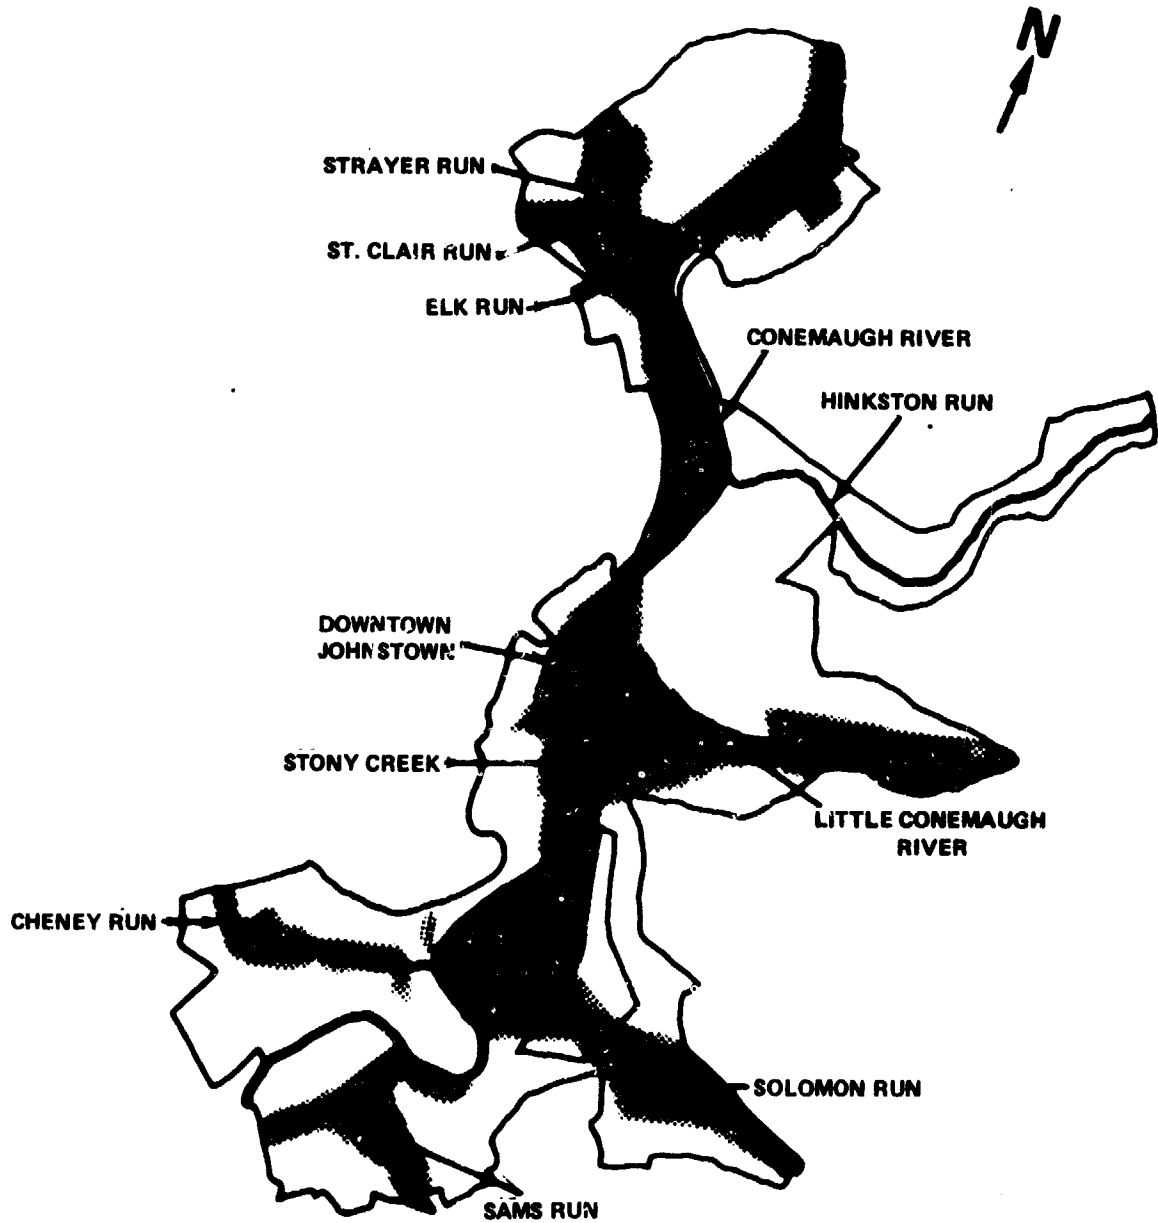 N
STRAYER RUN
ST. CLAIR RUN
ELK RUN
CONEMAUGH RIVER
HINKSTON RUN
DOWNTOWN
JOHNSTOWN
STONY CREEK
LITTLE CONEMAUGH
RIVER
CHENEY RUN
SOLOMON RUN
SAMS RUN